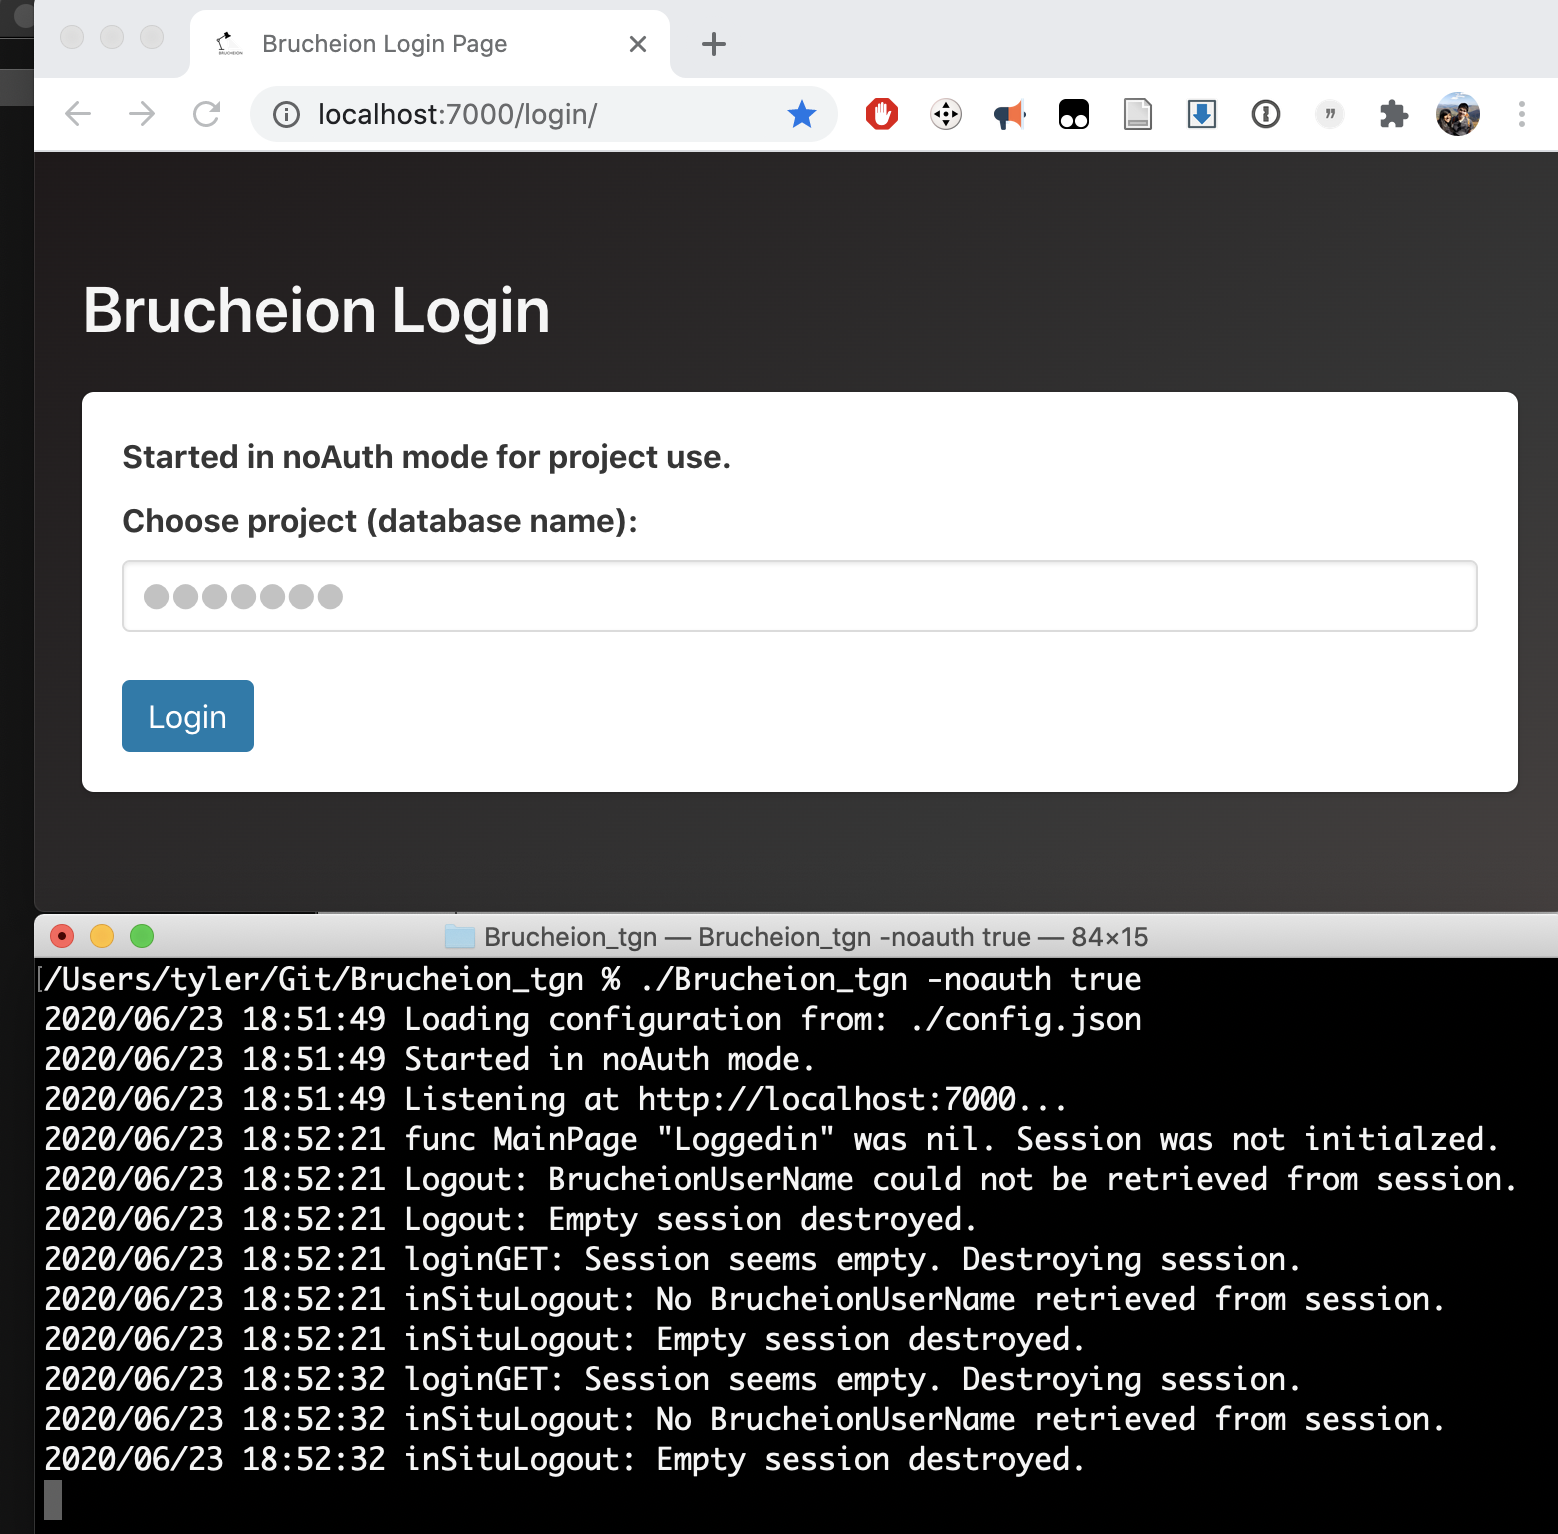 Brucheion Login Page
localhost:7000/login/
Brucheion Login
Started in noAuth mode for project use.
Choose project (database name):
●●●●●●●
Login
Brucheion_tgn — Brucheion_tgn -noauth true — 84×15
[/Users/tyler/Git/Brucheion_tgn % ./Brucheion_tgn -noauth true
2020/06/23 18:51:49 Loading configuration from: ./config.json
2020/06/23 18:51:49 Started in noAuth mode.
2020/06/23 18:51:49 Listening at http://localhost:7000...
2020/06/23 18:52:21 func MainPage "Loggedin" was nil. Session was not initialzed.
2020/06/23 18:52:21 Logout: BrucheionUserName could not be retrieved from session.
2020/06/23 18:52:21 Logout: Empty session destroyed.
2020/06/23 18:52:21 loginGET: Session seems empty. Destroying session.
2020/06/23 18:52:21 inSituLogout: No BrucheionUserName retrieved from session.
2020/06/23 18:52:21 inSituLogout: Empty session destroyed.
2020/06/23 18:52:32 loginGET: Session seems empty. Destroying session.
2020/06/23 18:52:32 inSituLogout: No BrucheionUserName retrieved from session.
2020/06/23 18:52:32 inSituLogout: Empty session destroyed.